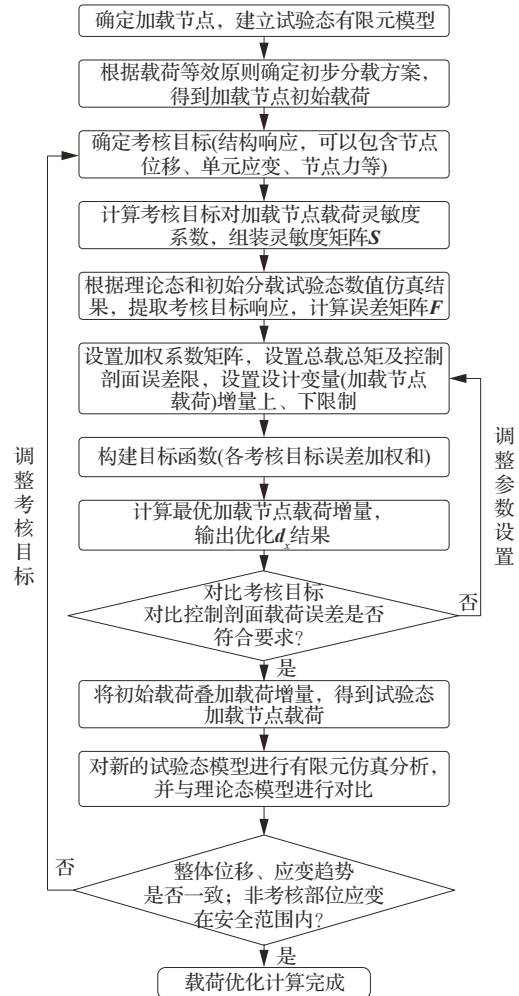 确定加载节点，建立试验态有限元模型
根据载荷等效原则确定初步分载方案，
得到加载节点初始载荷
确定考核目标(结构响应，可以包含节点
位移、单元应变、节点力等)
计算考核目标对加载节点载荷灵敏度
系数，组装灵敏度矩阵S
根据理论态和初始分载试验态数值仿真结
果，提取考核目标响应，计算误差矩阵F
设置加权系数矩阵，设置总载总矩及控制
剖面误差限，设置设计变量(加载节点
载荷)增量上、下限制
构建目标函数(各考核目标误差加权和)
计算最优加载节点载荷增量，
输出优化dx结果
对比考核目标
对比控制剖面载荷误差是否
符合要求?
否
调整参数设置
是
将初始载荷叠加载荷增量，得到试验态
加载节点载荷
对新的试验态模型进行有限元仿真分析，
并与理论态模型进行对比
整体位移、应变趋势
是否一致；非考核部位应变
在安全范围内?
否
调整考核目标
是
载荷优化计算完成